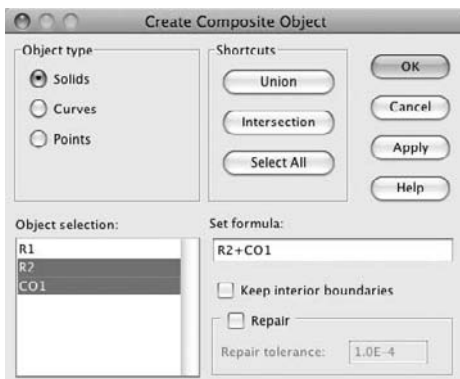 Create Composite Object
Object type
Solids
Curves
Points
Shortcuts
Union
Intersection
Select All
OK
Cancel
Apply
Help
Object selection:
R1
R2
CO1
Set formula:
R2+CO1
Keep interior boundaries
Repair
Repair tolerance: 1.0E-4